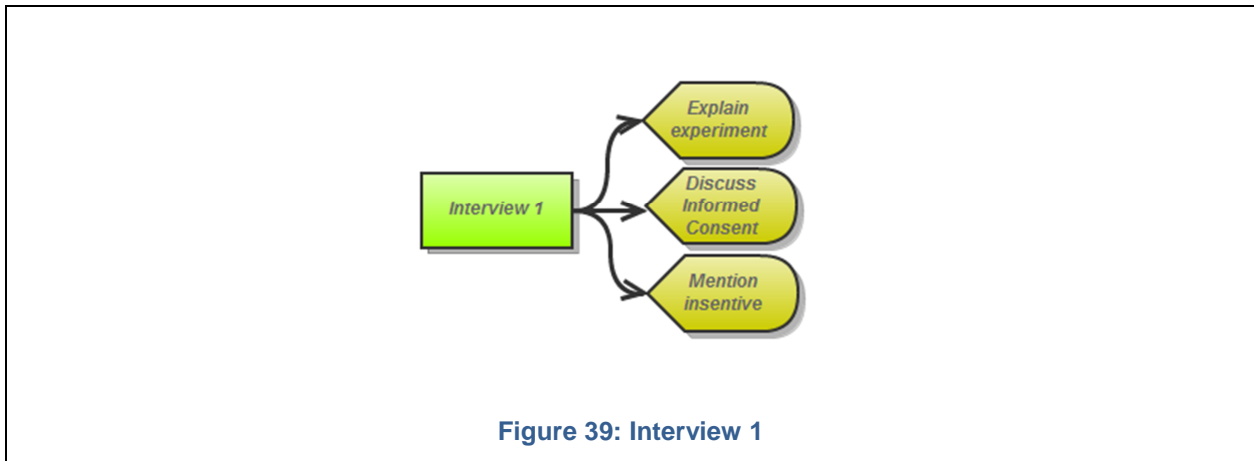 Explain
experiment
Interview 1
Discuss
Informed
Consent
Mention
insentive
Figure 39: Interview 1